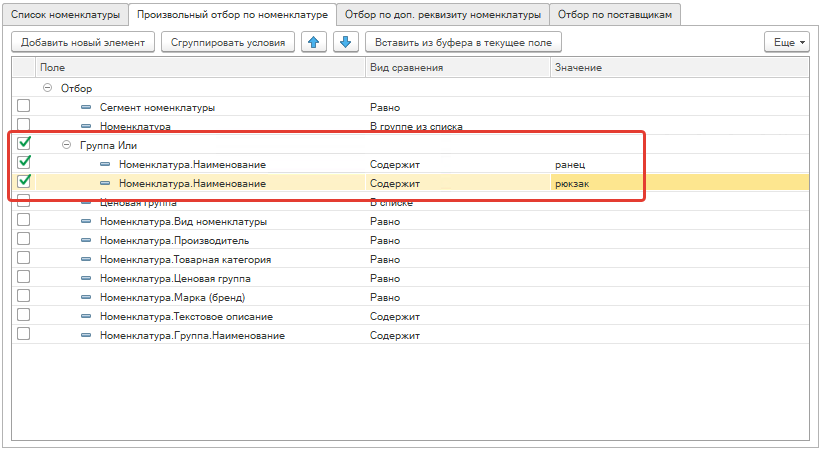 Список номенклатуры Произвольный отбор по номенклатуре Отбор по доп. реквизиту номенклатуры Отбор по поставщикам
Добавить новый элемент Сгруппировать условия Вставить из буфера в текущее поле Еще
Поле Вид сравнения Значение
Отбор
Сегмент номенклатуры Равно
Номенклатура В группе из списка
Группа Или
Номенклатура.Наименование Содержит ранец
Номенклатура.Наименование Содержит рюкзак
Ценовая группа В списке
Номенклатура.Вид номенклатуры Равно
Номенклатура.Производитель Равно
Номенклатура.Товарная категория Равно
Номенклатура.Ценовая группа Равно
Номенклатура.Марка (бренд) Равно
Номенклатура.Текстовое описание Содержит
Номенклатура.Группа.Наименование Содержит